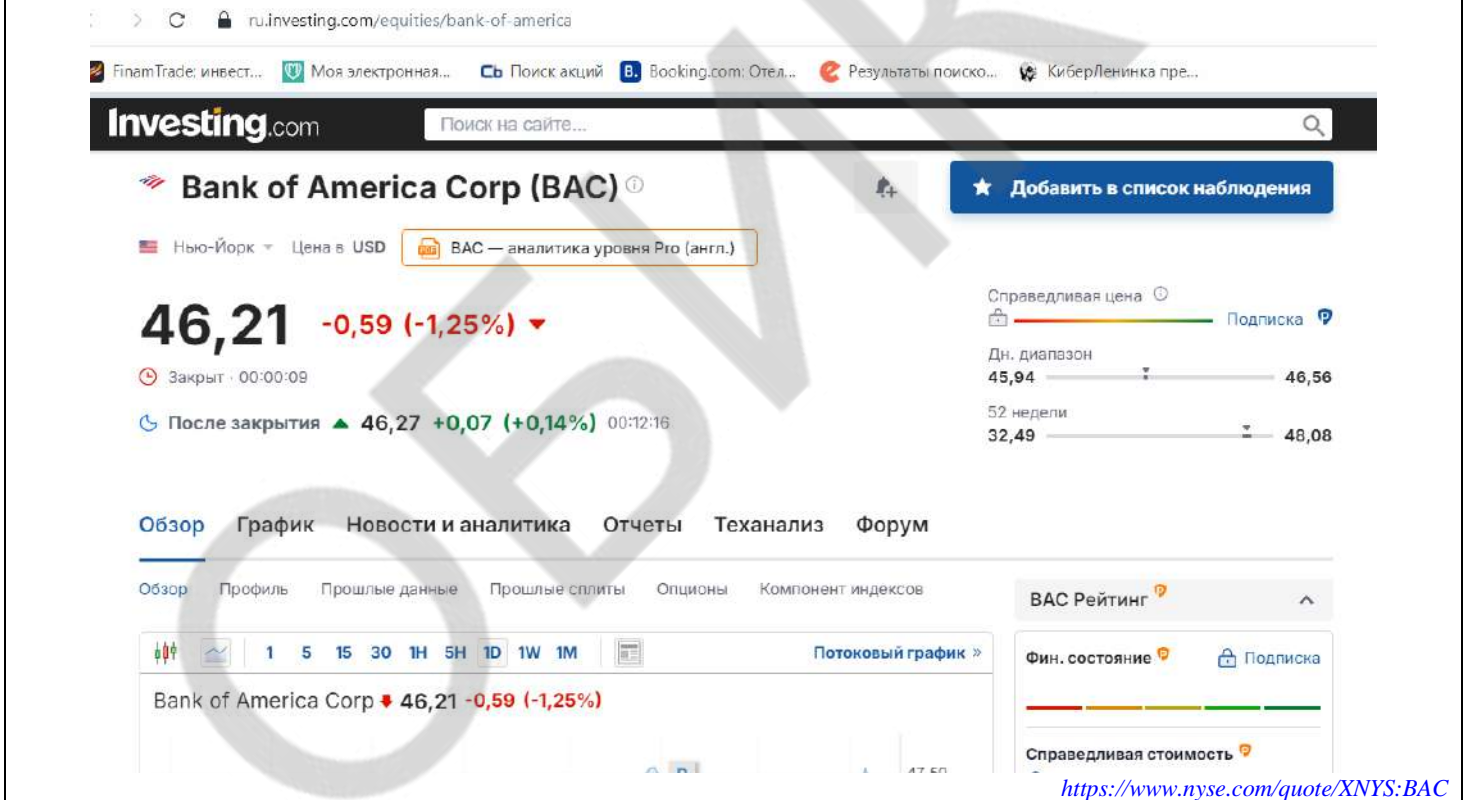 ru.investing.com/equities/bank-of-america
FinamTrade: инвест... Моя электронная... Сb Поиск акций B. Booking.com: Отел... Результаты поиско... КиберЛенинка пре...
Investing.com Поиск на сайте...
Bank of America Corp (BAC) Добавить в список наблюдения
Нью-Йорк Цена в USD BAC — аналитика уровня Pro (англ.)
46,21 -0,59 (-1,25%)
Справедливая цена
Подписка
Закрыт · 00:00:09
Дн. диапазон
45,94 46,56
После закрытия 46,27 +0,07 (+0,14%) 00:12:16
52 недели
32,49 48,08
Обзор График Новости и аналитика Отчеты Теханализ Форум
Обзор Профиль Прошлые данные Прошлые сплиты Опционы Компонент индексов
BAC Рейтинг
1 5 15 30 1H 5H 1D 1W 1M Потоковый график »
Фин. состояние Подписка
Bank of America Corp 46,21 -0,59 (-1,25%)
Справедливая стоимость
https://www.nyse.com/quote/XNYS:BAC
ОБИК